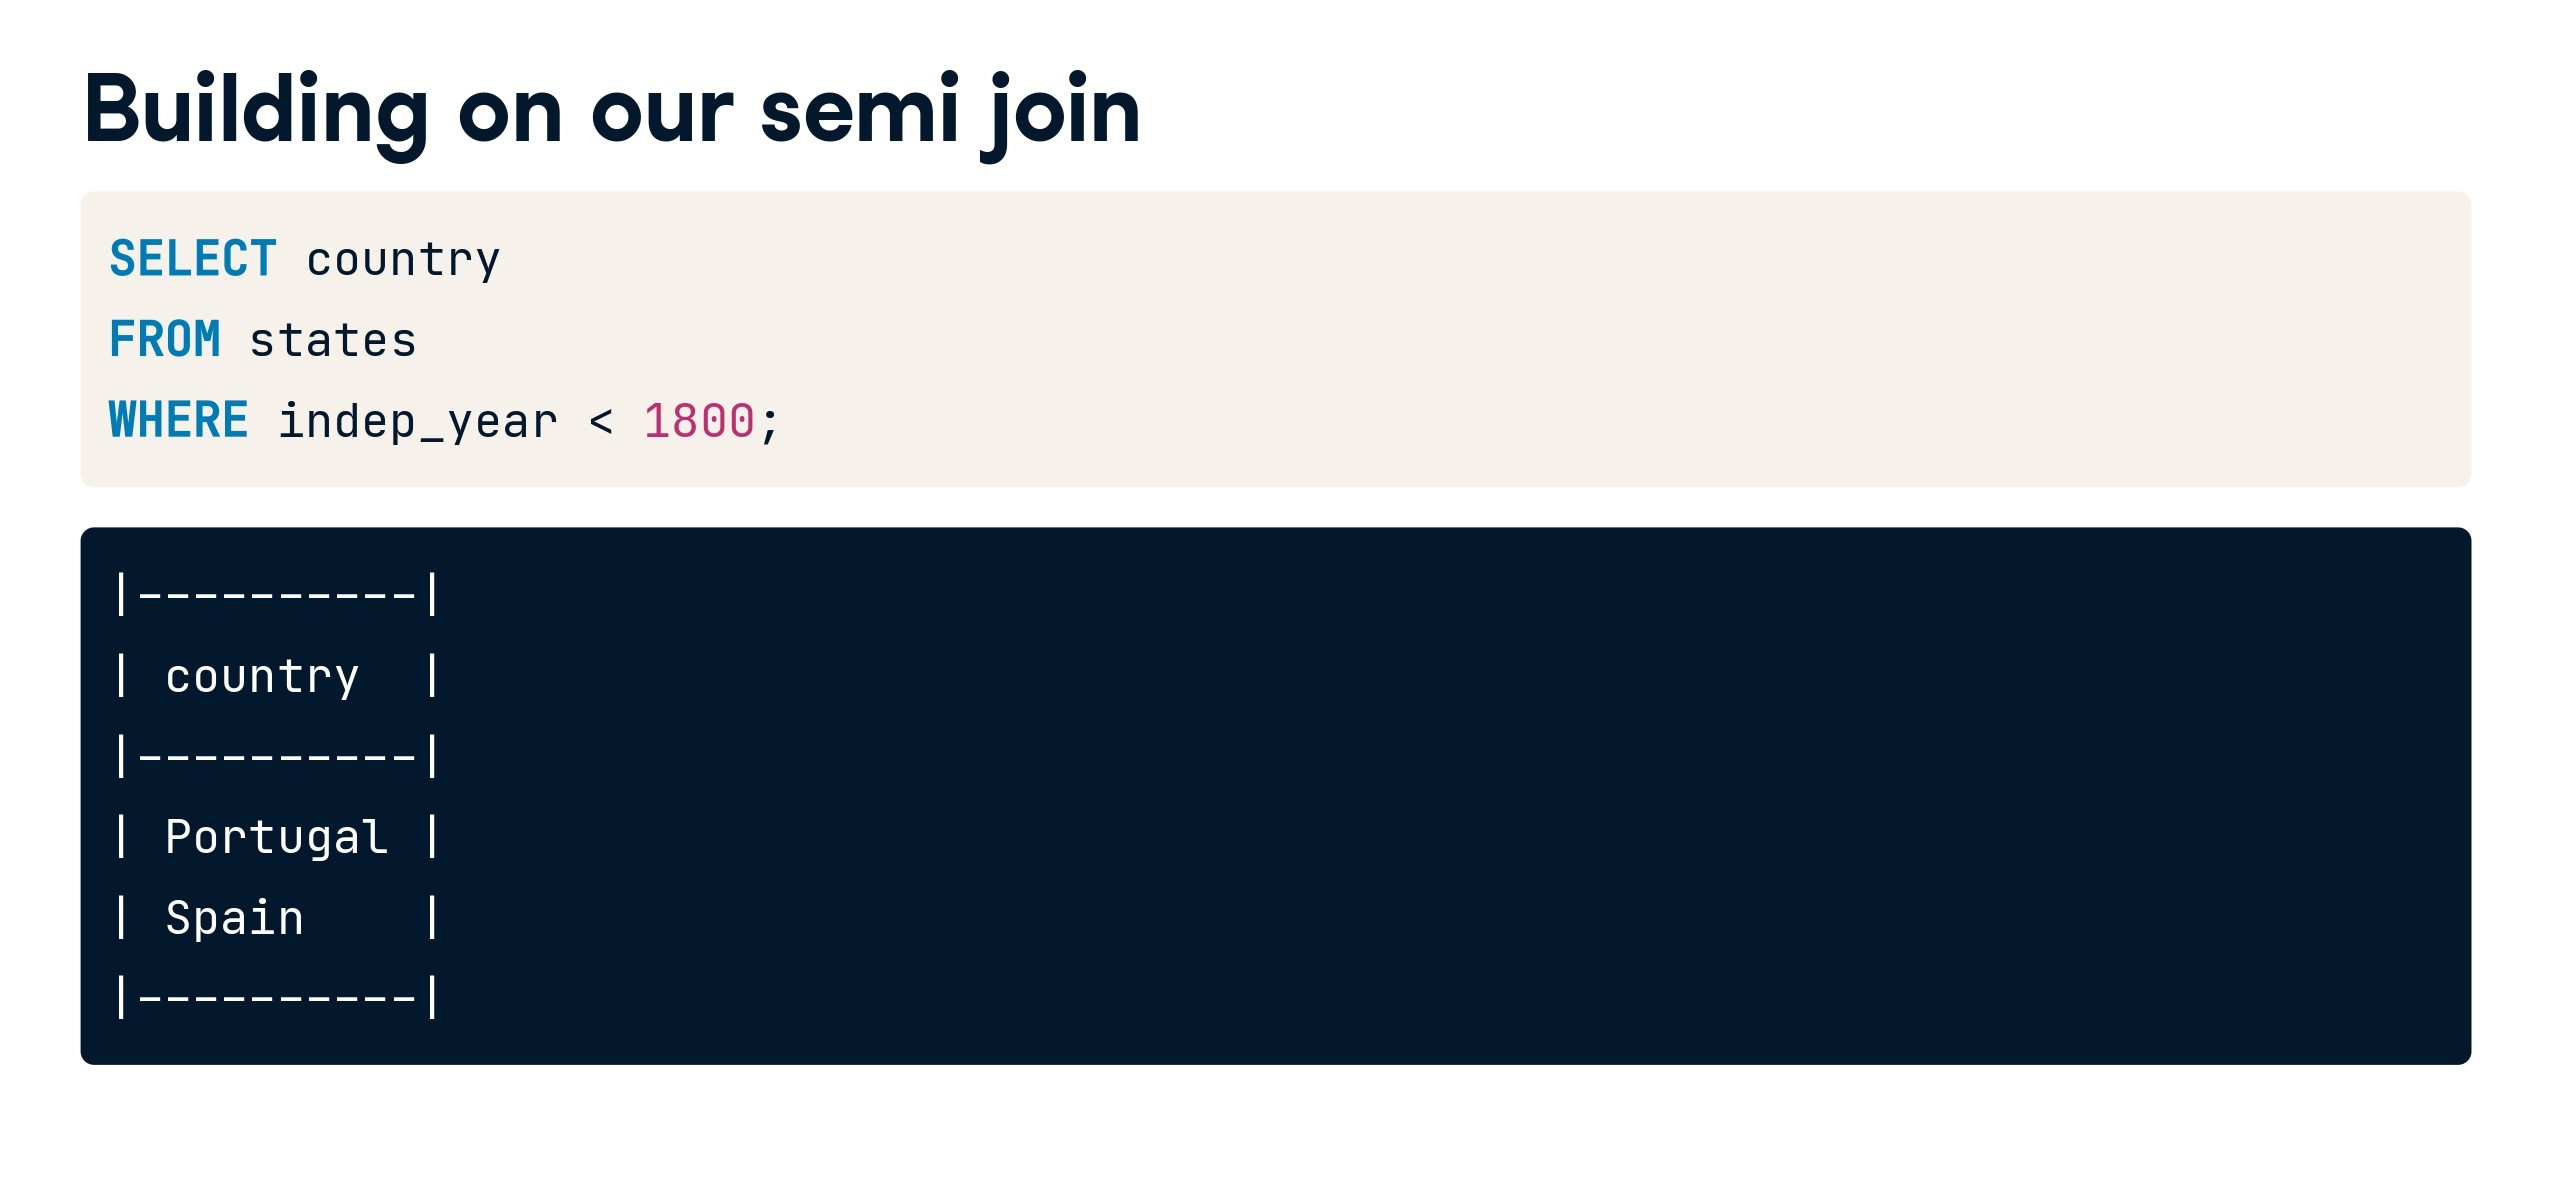 Building on our semi join
SELECT country
FROM states
WHERE indep_year < 1800;
|----------|
| country  |
|----------|
| Portugal |
| Spain    |
|----------|